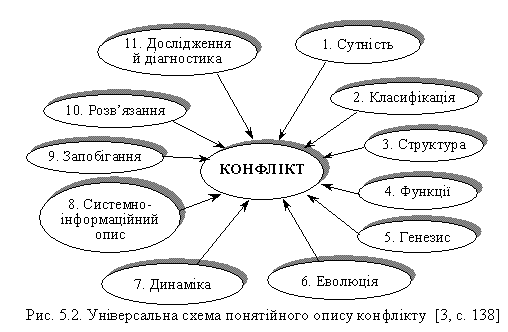 11. Дослідження
й діагностика
1. Сутність
2. Класифікація
10. Розв’язання
3. Структура
9. Запобігання
КОНФЛІКТ
4. Функції
8. Системно-
інформаційний
опис
5. Генезис
7. Динаміка
6. Еволюція
Рис. 5.2. Універсальна схема понятійного опису конфлікту [3, с. 138]